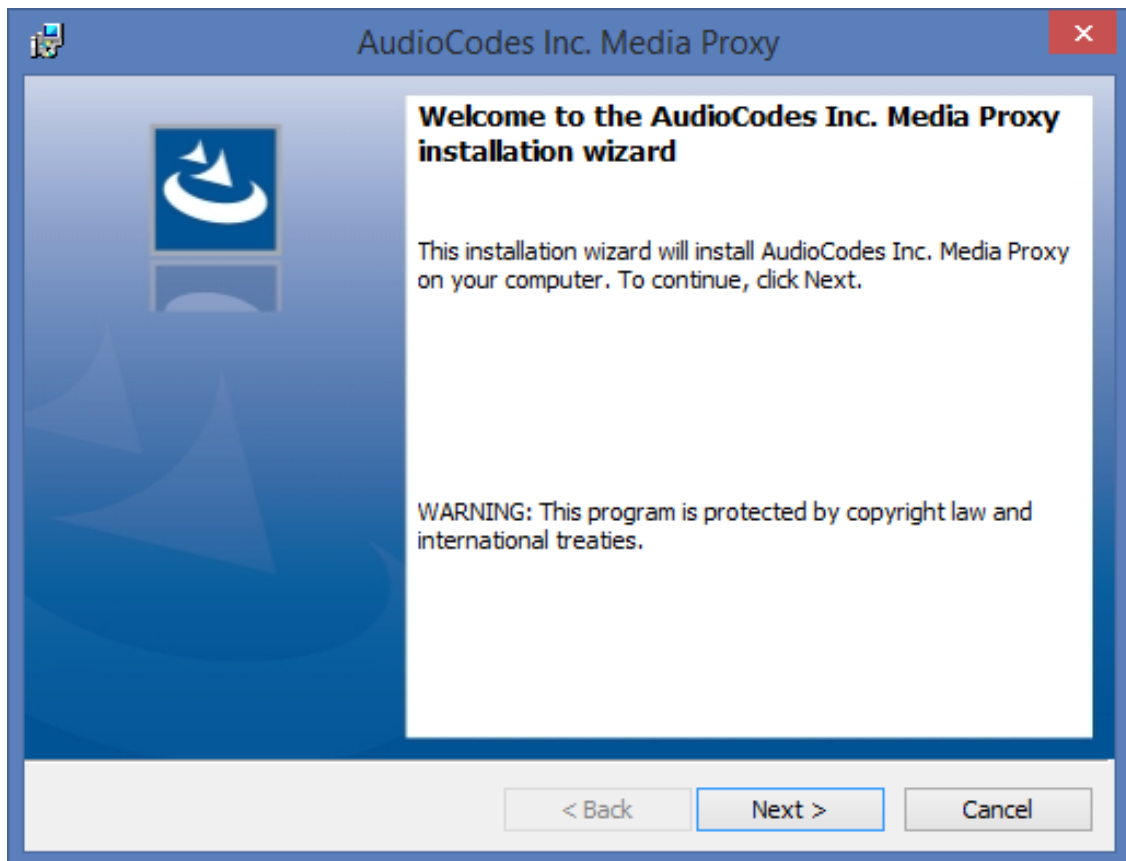 AudioCodes Inc. Media Proxy
Welcome to the AudioCodes Inc. Media Proxy
installation wizard
This installation wizard will install AudioCodes Inc. Media Proxy
on your computer. To continue, click Next.
WARNING: This program is protected by copyright law and
international treaties.
< Back
Next >
Cancel